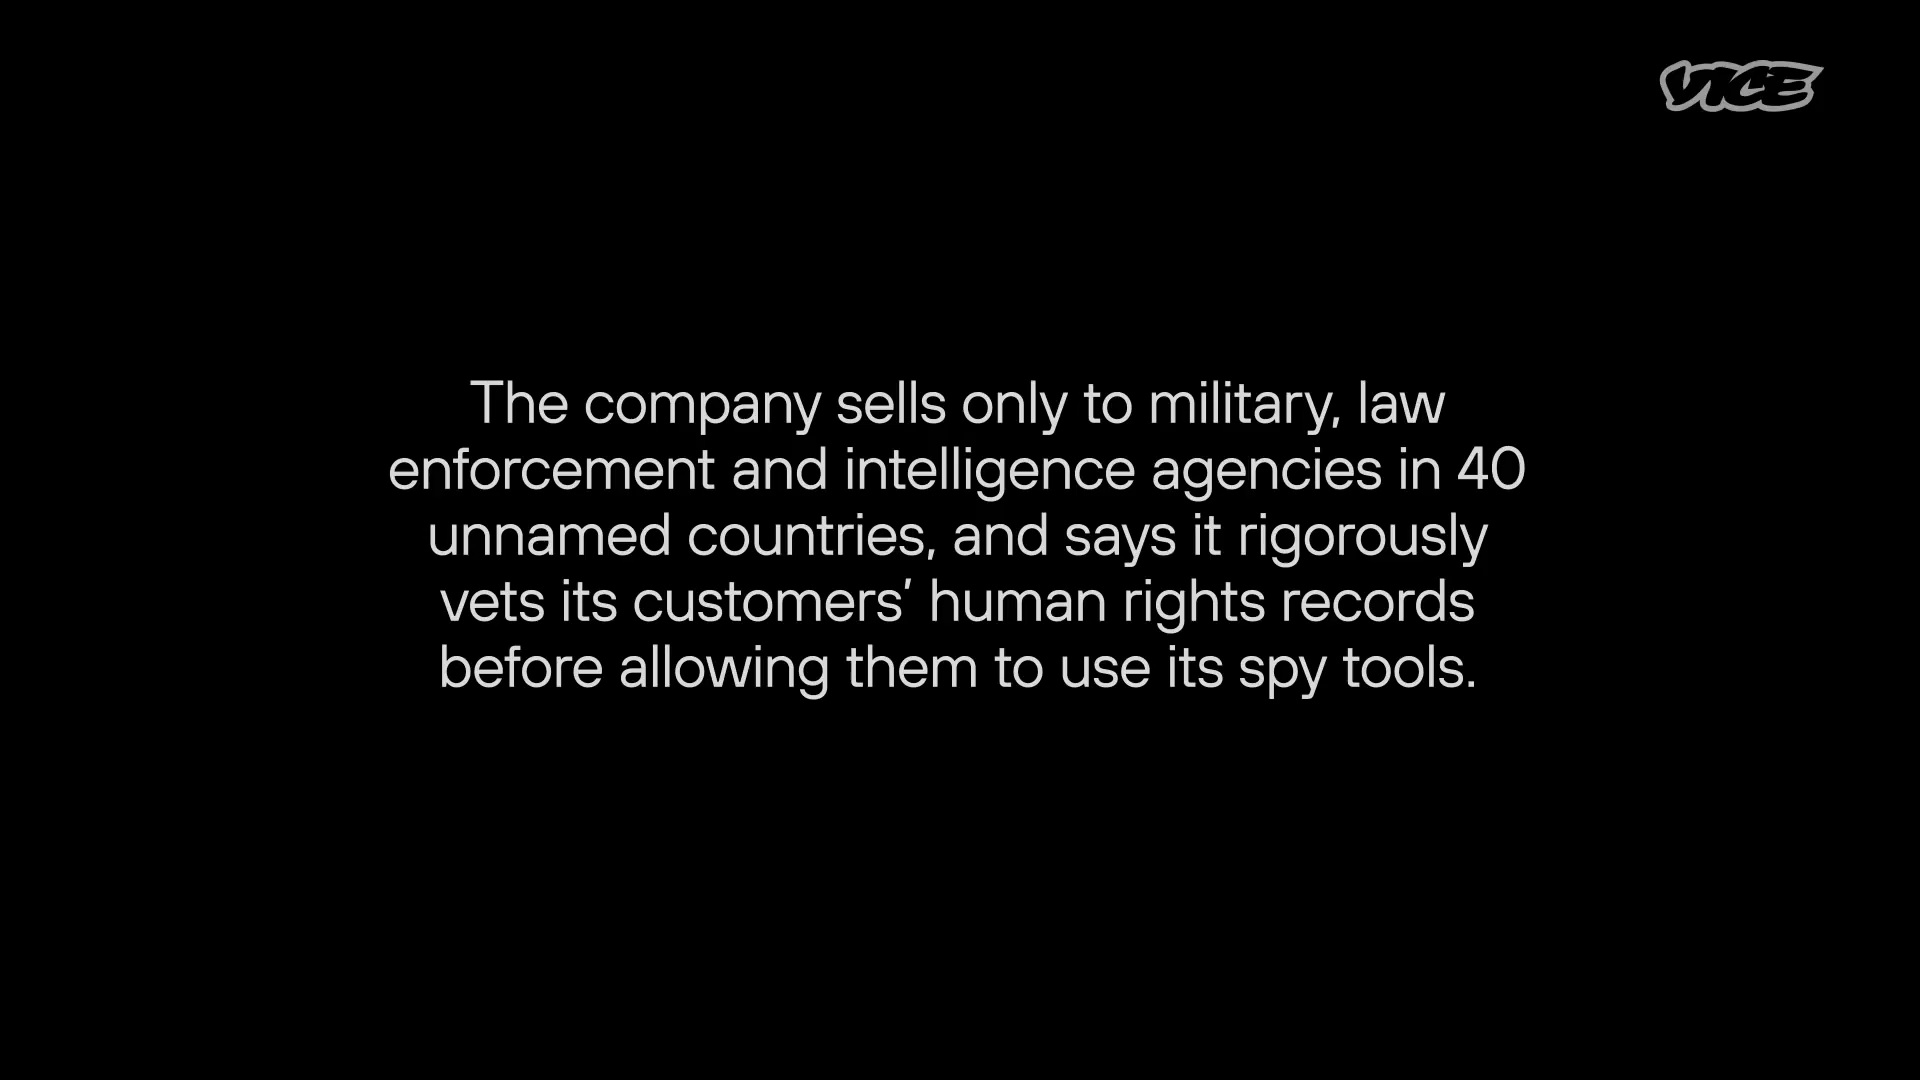 VICE
The company sells only to military, law
enforcement and intelligence agencies in 40
unnamed countries, and says it rigorously
vets its customers’ human rights records
before allowing them to use its spy tools.